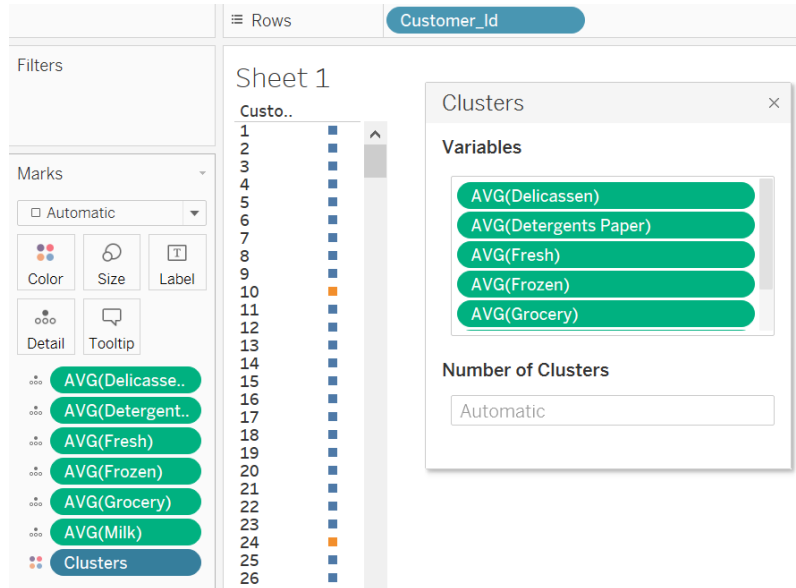 Rows
Customer_Id
Filters
Sheet 1
Custo..
1
2
3
4
5
6
7
8
9
10
11
12
13
14
15
16
17
18
19
20
21
22
23
24
25
26
Marks
Automatic
Color
Size
T
Label
Detail
Tooltip
AVG(Delicasse..
AVG(Detergent..
AVG(Fresh)
AVG(Frozen)
AVG(Grocery)
AVG(Milk)
Clusters
Clusters
Variables
AVG(Delicassen)
AVG(Detergents Paper)
AVG(Fresh)
AVG(Frozen)
AVG(Grocery)
Number of Clusters
Automatic